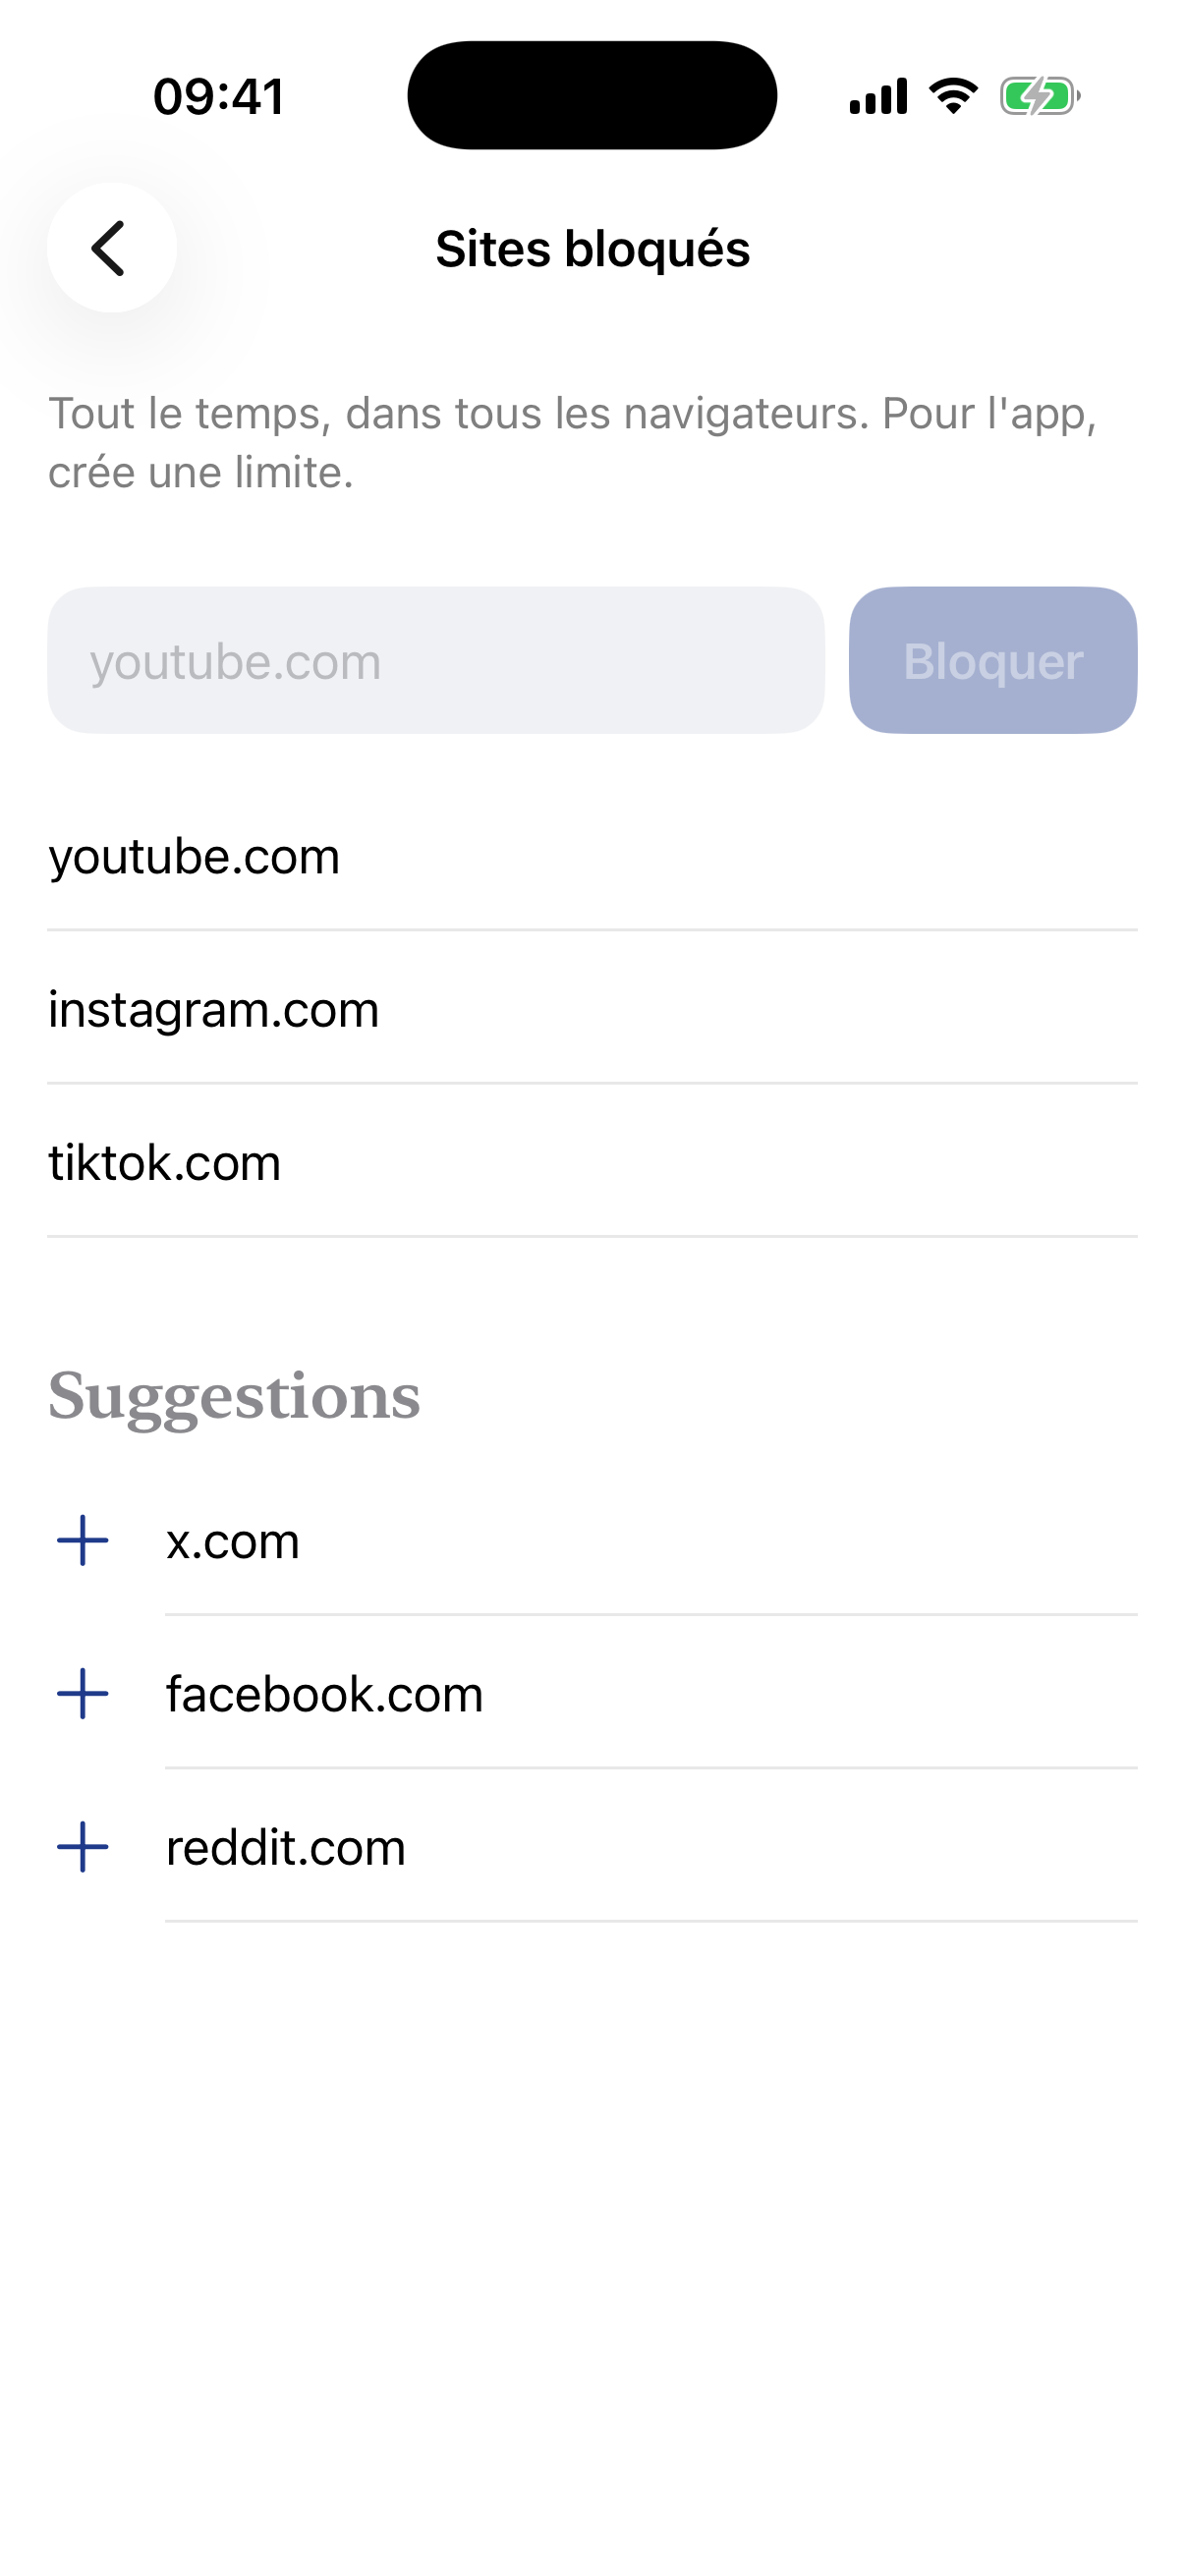 09:41
Sites bloqués
Tout le temps, dans tous les navigateurs. Pour l'app,
crée une limite.
youtube.com
Bloquer
youtube.com
instagram.com
tiktok.com
Suggestions
x.com
facebook.com
reddit.com